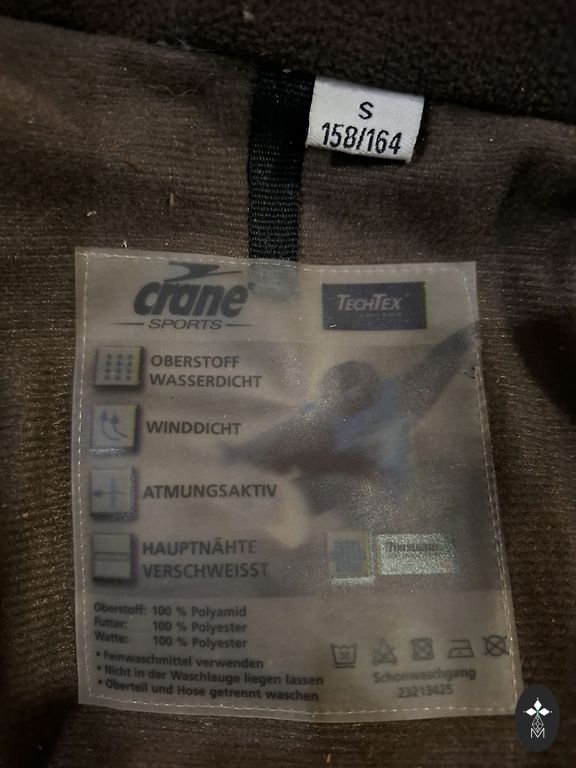 S
158/164
crane®
SPORTS
TECHTEX
OBERSTOFF
WASSERDICHT
WINDDICHT
ATMUNGSAKTIV
HAUPTNÄHTE
VERSCHWEISST
Thinsulate
Oberstoff: 100 % Polyamid
Futter: 100 % Polyester
Watte: 100 % Polyester
• Feinwaschmittel verwenden
• Nicht in der Waschlauge liegen lassen
• Oberteil und Hose getrennt waschen
30
Schonwaschgang
23213425
M